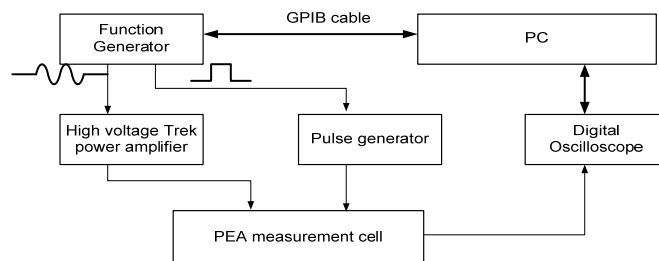 GPIB cable
Function
Generator
PC
High voltage Trek
power amplifier
Pulse generator
Digital
Oscilloscope
PEA measurement cell